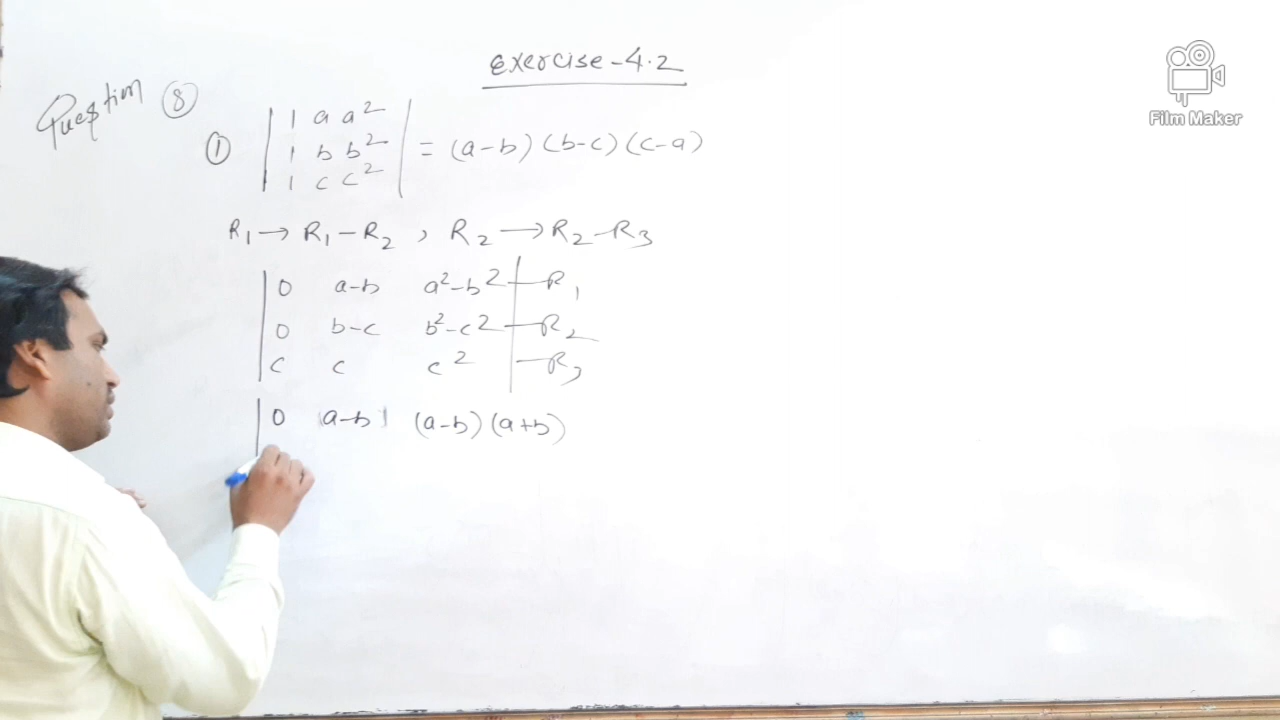 Exercise - 4.2
Question 8
① | 1 a a² |
| 1 b b² | = (a-b) (b-c) (c-a)
| 1 c c² |
R₁ → R₁ - R₂ , R₂ → R₂ - R₃
| 0 a-b a²-b² | - R₁
| 0 b-c b²-c² | - R₂
| c c c² | - R₃
| 0 (a-b) (a-b) (a+b)
Film Maker